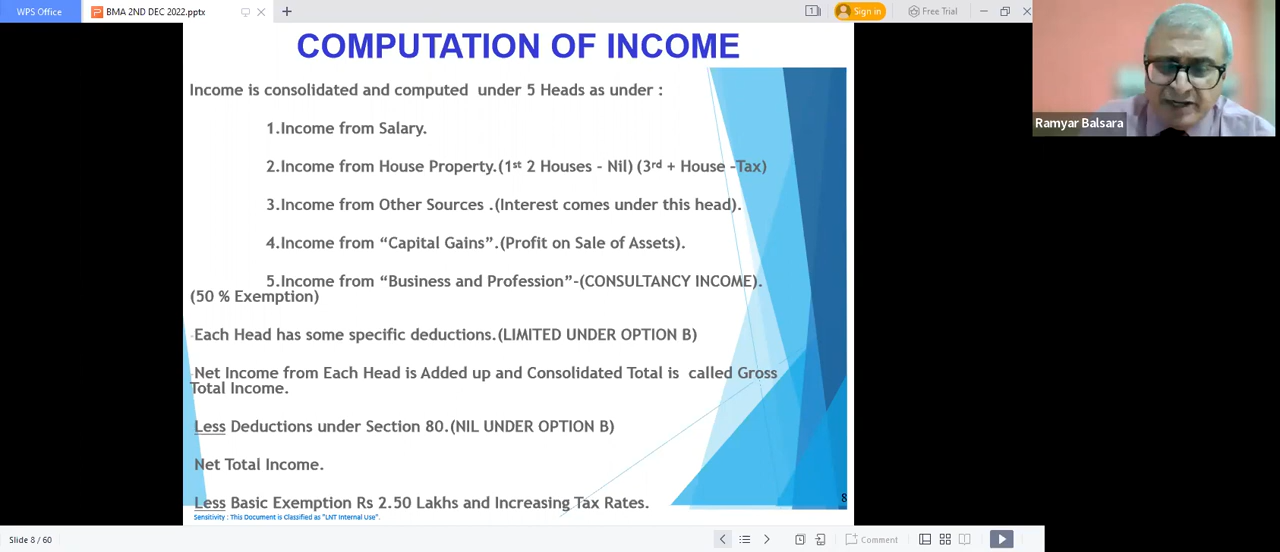 WPS Office
BMA 2ND DEC 2022.pptx
1
Sign in
Free Trial
COMPUTATION OF INCOME
Income is consolidated and computed under 5 Heads as under :
1.Income from Salary.
2.Income from House Property.(1st 2 Houses - Nil) (3rd + House -Tax)
3.Income from Other Sources .(Interest comes under this head).
4.Income from “Capital Gains”.(Profit on Sale of Assets).
5.Income from “Business and Profession”-(CONSULTANCY INCOME).
(50 % Exemption)
Each Head has some specific deductions.(LIMITED UNDER OPTION B)
Net Income from Each Head is Added up and Consolidated Total is called Gross
Total Income.
Less Deductions under Section 80.(NIL UNDER OPTION B)
Net Total Income.
Less Basic Exemption Rs 2.50 Lakhs and Increasing Tax Rates.
8
Sensitivity : This Document is Classified as "LNT Internal Use".
Ramyar Balsara
Slide 8 / 60
Comment